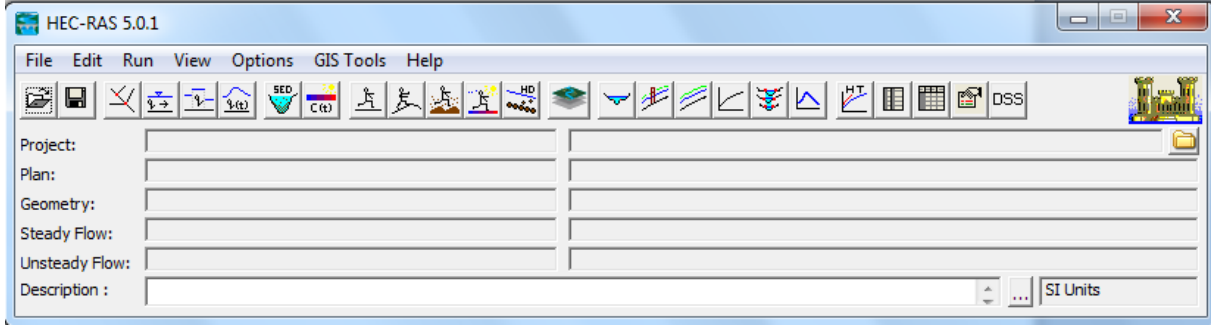 HEC-RAS 5.0.1
File Edit Run View Options GIS Tools Help
SED C(t) HD HT DSS
Project:
Plan:
Geometry:
Steady Flow:
Unsteady Flow:
Description : ... SI Units